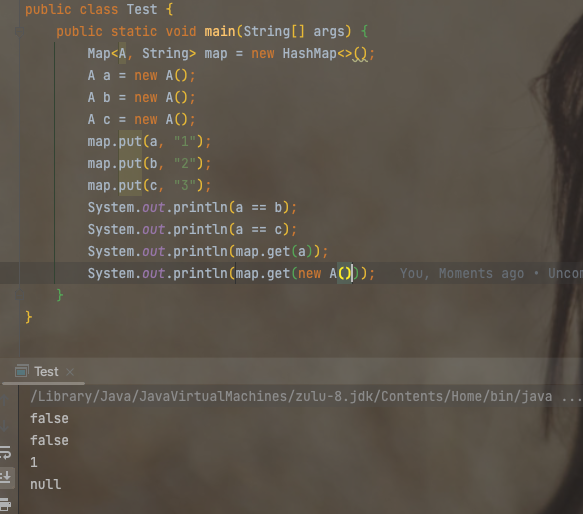 public class Test {
public static void main(String[] args) {
Map<A, String> map = new HashMap<>();
A a = new A();
A b = new A();
A c = new A();
map.put(a, "1");
map.put(b, "2");
map.put(c, "3");
System.out.println(a == b);
System.out.println(a == c);
System.out.println(map.get(a));
System.out.println(map.get(new A())); You, Moments ago • Uncom
}
}
Test ×
/Library/Java/JavaVirtualMachines/zulu-8.jdk/Contents/Home/bin/java ...
false
false
1
null